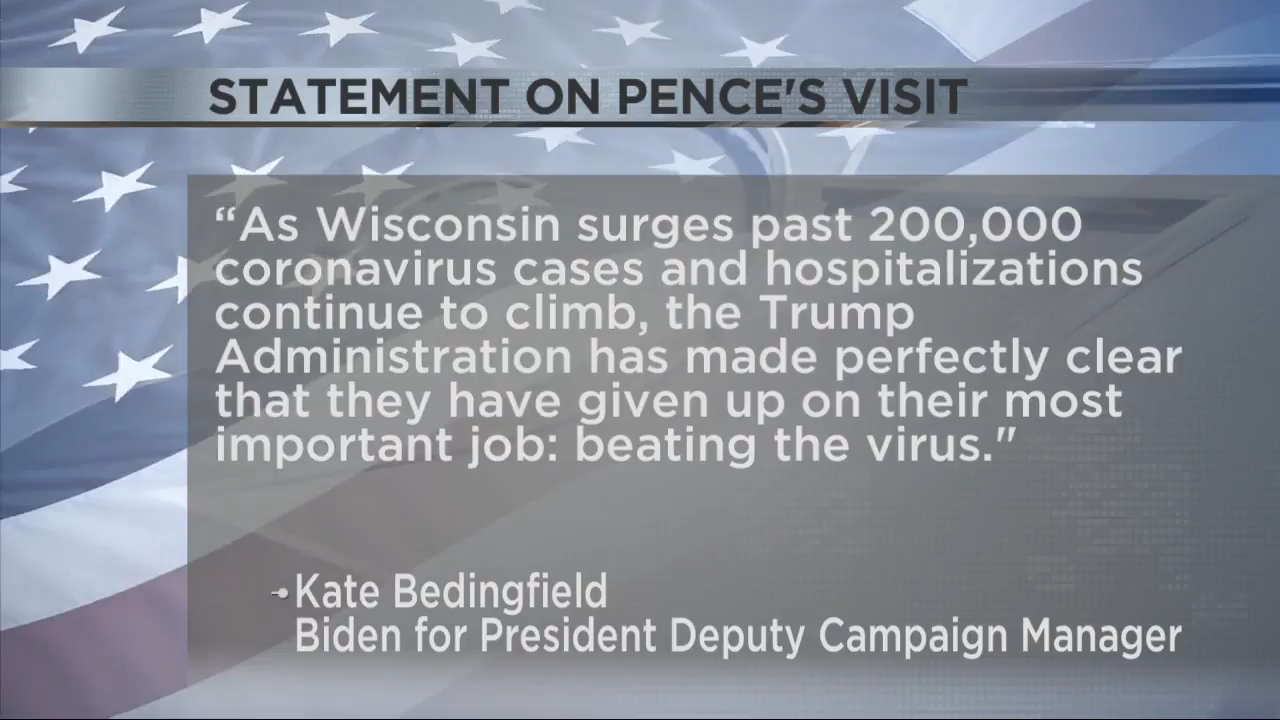 STATEMENT ON PENCE'S VISIT
“As Wisconsin surges past 200,000
coronavirus cases and hospitalizations
continue to climb, the Trump
Administration has made perfectly clear
that they have given up on their most
important job: beating the virus."
Kate Bedingfield
Biden for President Deputy Campaign Manager